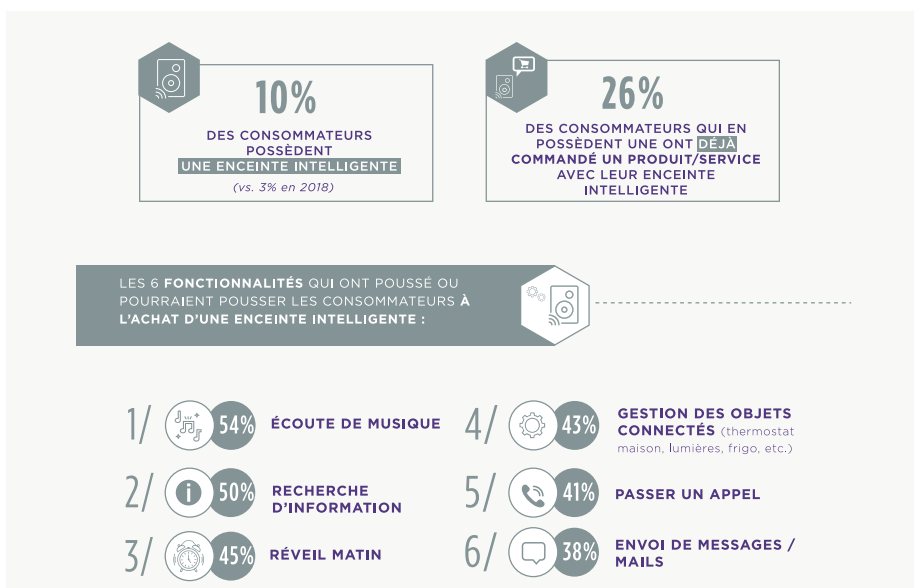 10%
DES CONSOMMATEURS
POSSÈDENT
UNE ENCEINTE INTELLIGENTE
(vs. 3% en 2018)
26%
DES CONSOMMATEURS QUI EN
POSSÈDENT UNE ONT DÉJÀ
COMMANDÉ UN PRODUIT/SERVICE
AVEC LEUR ENCEINTE
INTELLIGENTE
LES 6 FONCTIONNALITÉS QUI ONT POUSSÉ OU
POURRAIENT POUSSER LES CONSOMMATEURS À
L'ACHAT D'UNE ENCEINTE INTELLIGENTE :
1/ 54% ÉCOUTE DE MUSIQUE
2/ 50% RECHERCHE
D'INFORMATION
3/ 45% RÉVEIL MATIN
4/ 43% GESTION DES OBJETS
CONNECTÉS (thermostat
maison, lumières, frigo, etc.)
5/ 41% PASSER UN APPEL
6/ 38% ENVOI DE MESSAGES /
MAILS